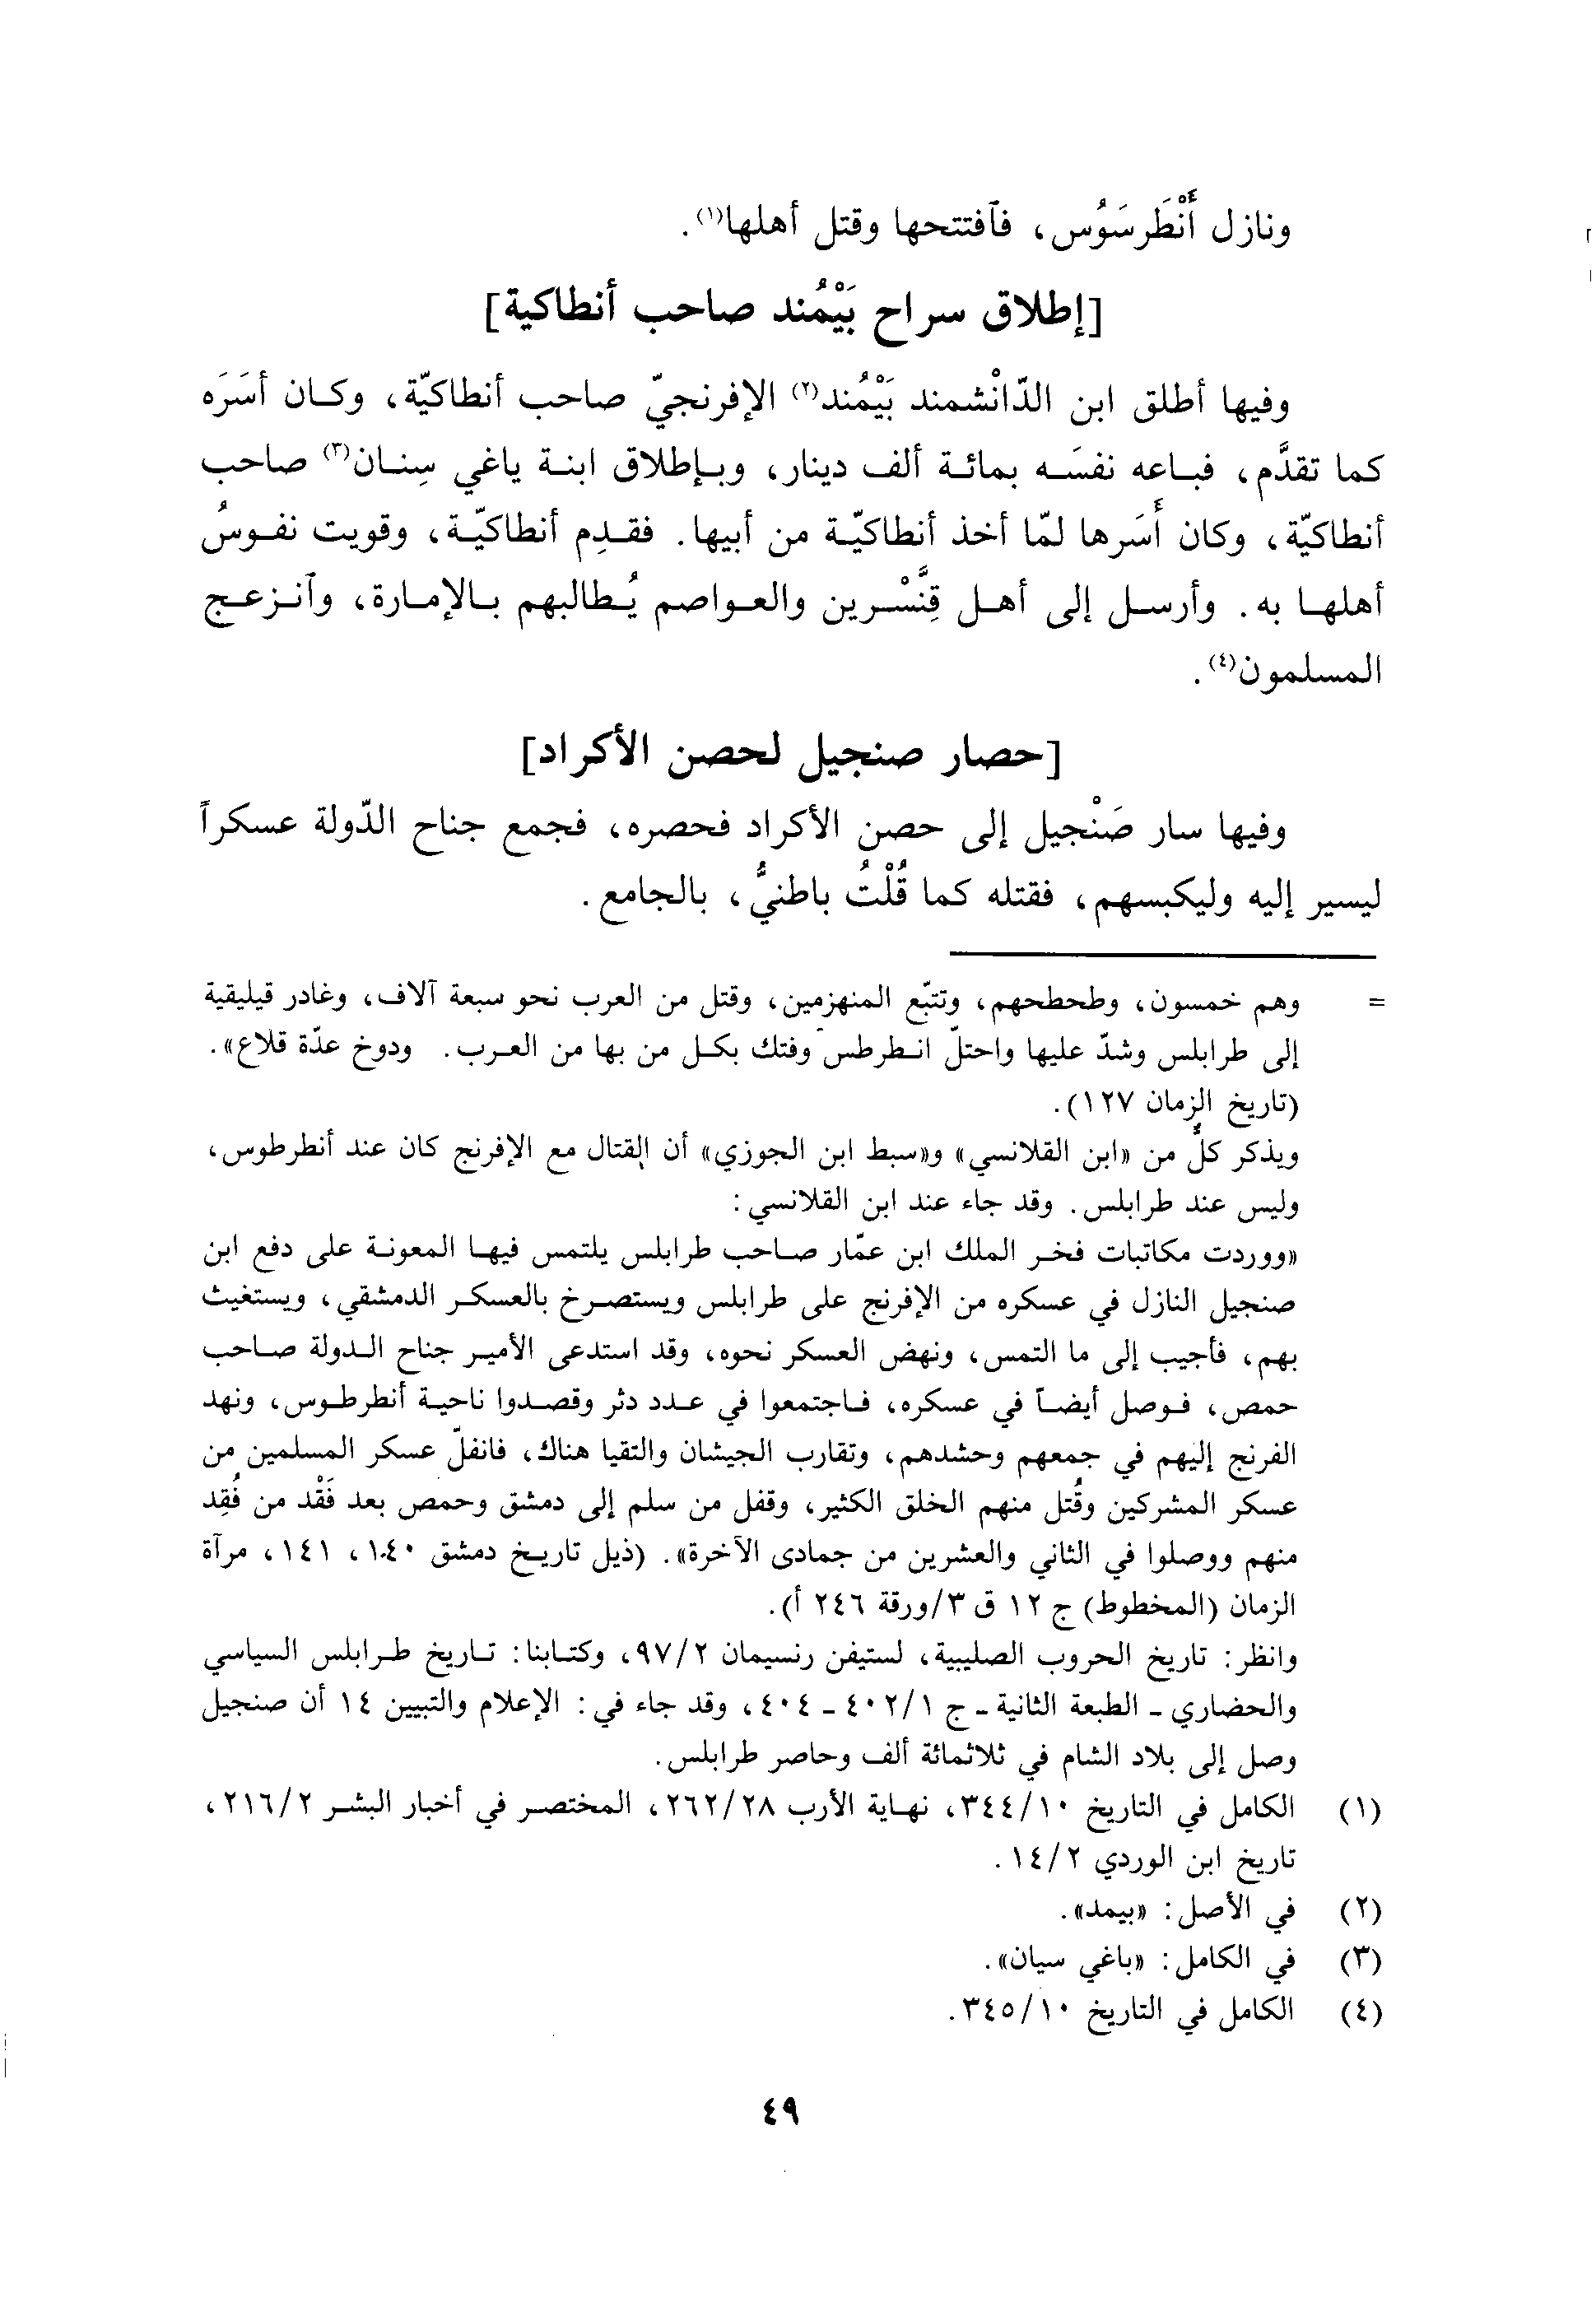 ونازل أَنْطَرسَوُس، فآفتتحها وقتل أهلها(١).
[إطلاق سراح بَيْمُند صاحب أنطاكية]
وفيها أطلق ابن الدّانْشمند بَيْمُند(٢) الإفرنجيّ صاحب أنطاكيّة، وكان أسَرَه
كما تقدَّم، فباعه نفسَه بمائة ألف دينار، وبإطلاق ابنة ياغي سِنان(٣) صاحب
أنطاكيّة، وكان أَسَرها لمّا أخذ أنطاكيّة من أبيها. فقدِم أنطاكيّة، وقويت نفوسُ
أهلها به. وأرسل إلى أهل قِنَّسْرين والعواصم يُطالبهم بالإمارة، وآنزعج
المسلمون(٤).
[حصار صنجيل لحصن الأكراد]
وفيها سار صَنْجيل إلى حصن الأكراد فحصره، فجمع جناح الدّولة عسكراً
ليسير إليه وليكبسهم، فقتله كما قُلْتُ باطنيُّ، بالجامع.
= وهم خمسون، وطحطحهم، وتتبّع المنهزمين، وقتل من العرب نحو سبعة آلاف، وغادر قيليقية
إلى طرابلس وشدّ عليها واحتلّ انطرطس وفتك بكل من بها من العرب. ودوخ عدّة قلاع».
(تاريخ الزمان ١٢٧).
ويذكر كلٌّ من «ابن القلانسي» و«سبط ابن الجوزي» أن القتال مع الإفرنج كان عند أنطرطوس،
وليس عند طرابلس. وقد جاء عند ابن القلانسي:
«ووردت مكاتبات فخر الملك ابن عمّار صاحب طرابلس يلتمس فيها المعونة على دفع ابن
صنجيل النازل في عسكره من الإفرنج على طرابلس ويستصرخ بالعسكر الدمشقي، ويستغيث
بهم، فأجيب إلى ما التمس، ونهض العسكر نحوه، وقد استدعى الأمير جناح الدولة صاحب
حمص، فوصل أيضاً في عسكره، فاجتمعوا في عدد دثر وقصدوا ناحية أنطرطوس، ونهد
الفرنج إليهم في جمعهم وحشدهم، وتقارب الجيشان والتقيا هناك، فانفلّ عسكر المسلمين من
عسكر المشركين وقُتل منهم الخلق الكثير، وقفل من سلم إلى دمشق وحمص بعد فَقْد من فُقِد
منهم ووصلوا في الثاني والعشرين من جمادى الآخرة». (ذيل تاريخ دمشق ١٤٠، ١٤١، مرآة
الزمان (المخطوط) ج ١٢ ق ٣/ورقة ٢٤٦ أ).
وانظر: تاريخ الحروب الصليبية، لستيفن رنسيمان ٩٧/٢، وكتابنا: تاريخ طرابلس السياسي
والحضاري - الطبعة الثانية - ج ٤٠٢/١ - ٤٠٤، وقد جاء في: الإعلام والتبيين ١٤ أن صنجيل
وصل إلى بلاد الشام في ثلاثمائة ألف وحاصر طرابلس.
(١) الكامل في التاريخ ٣٤٤/١٠، نهاية الأرب ٢٦٢/٢٨، المختصر في أخبار البشر ٢١٦/٢،
تاريخ ابن الوردي ١٤/٢.
(٢) في الأصل: «بيمد».
(٣) في الكامل: «باغي سيان».
(٤) الكامل في التاريخ ٣٤٥/١٠.
٤٩